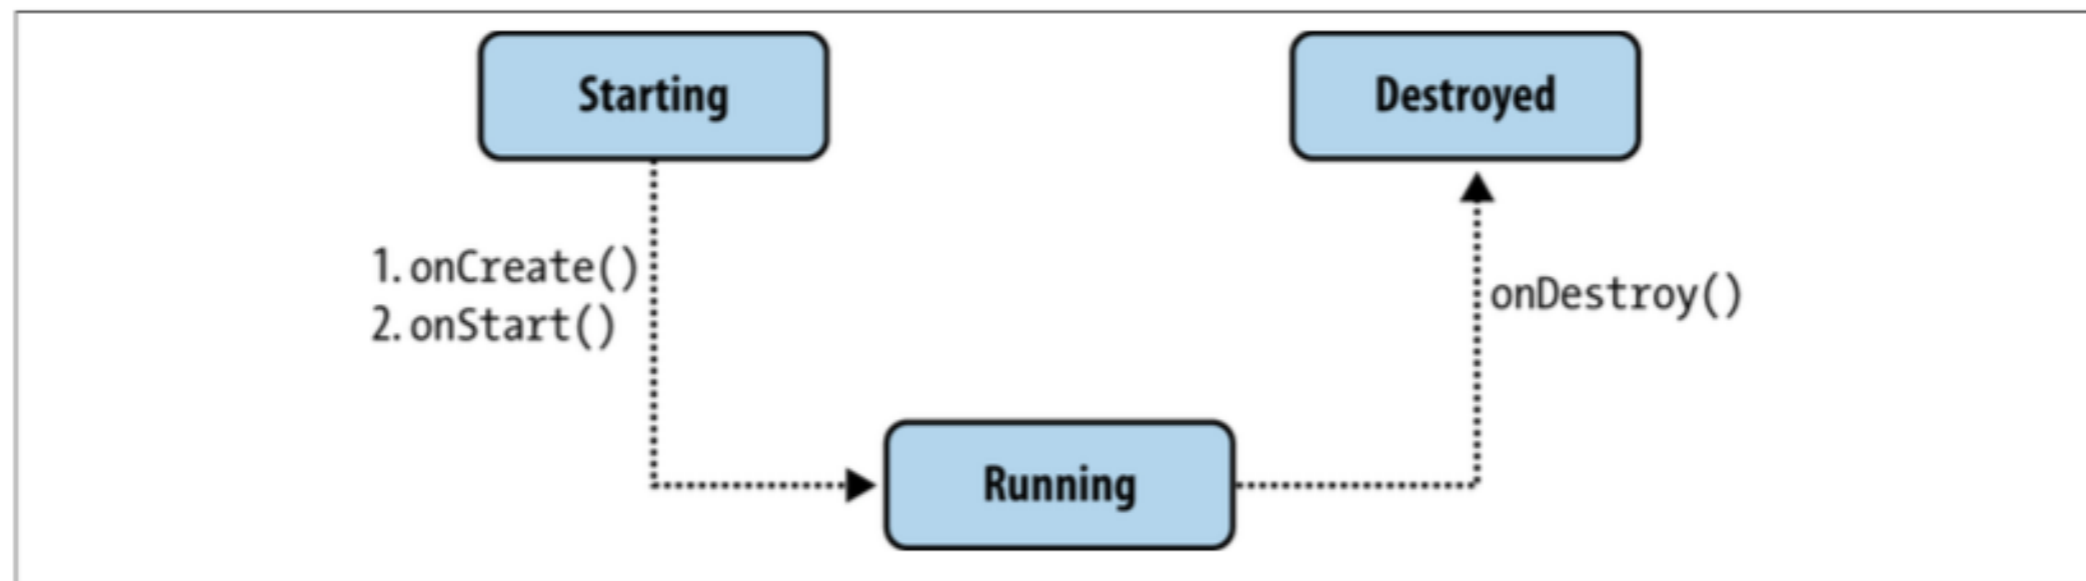 Starting
Destroyed
1. onCreate()
2. onStart()
onDestroy()
Running